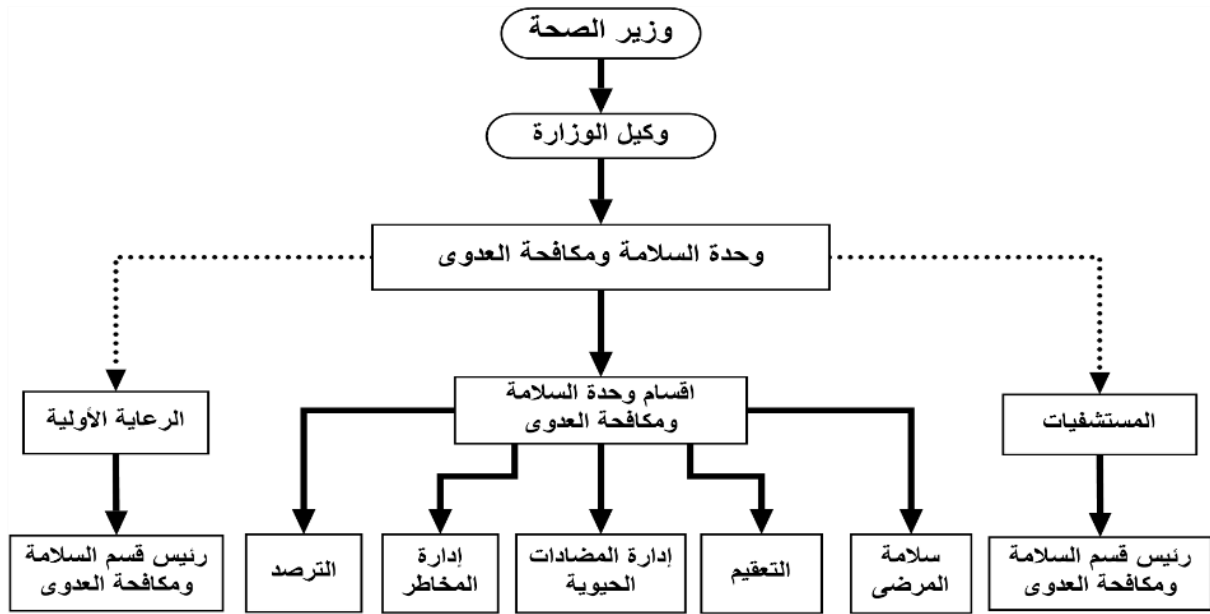 وزير الصحة
وكيل الوزارة
وحدة السلامة ومكافحة العدوى
المستشفيات
اقسام وحدة السلامة
ومكافحة العدوى
الرعاية الأولية
رئيس قسم السلامة
ومكافحة العدوى
سلامة
المرضى
التعقيم
إدارة المضادات
الحيوية
إدارة
المخاطر
الترصد
رئيس قسم السلامة
ومكافحة العدوى